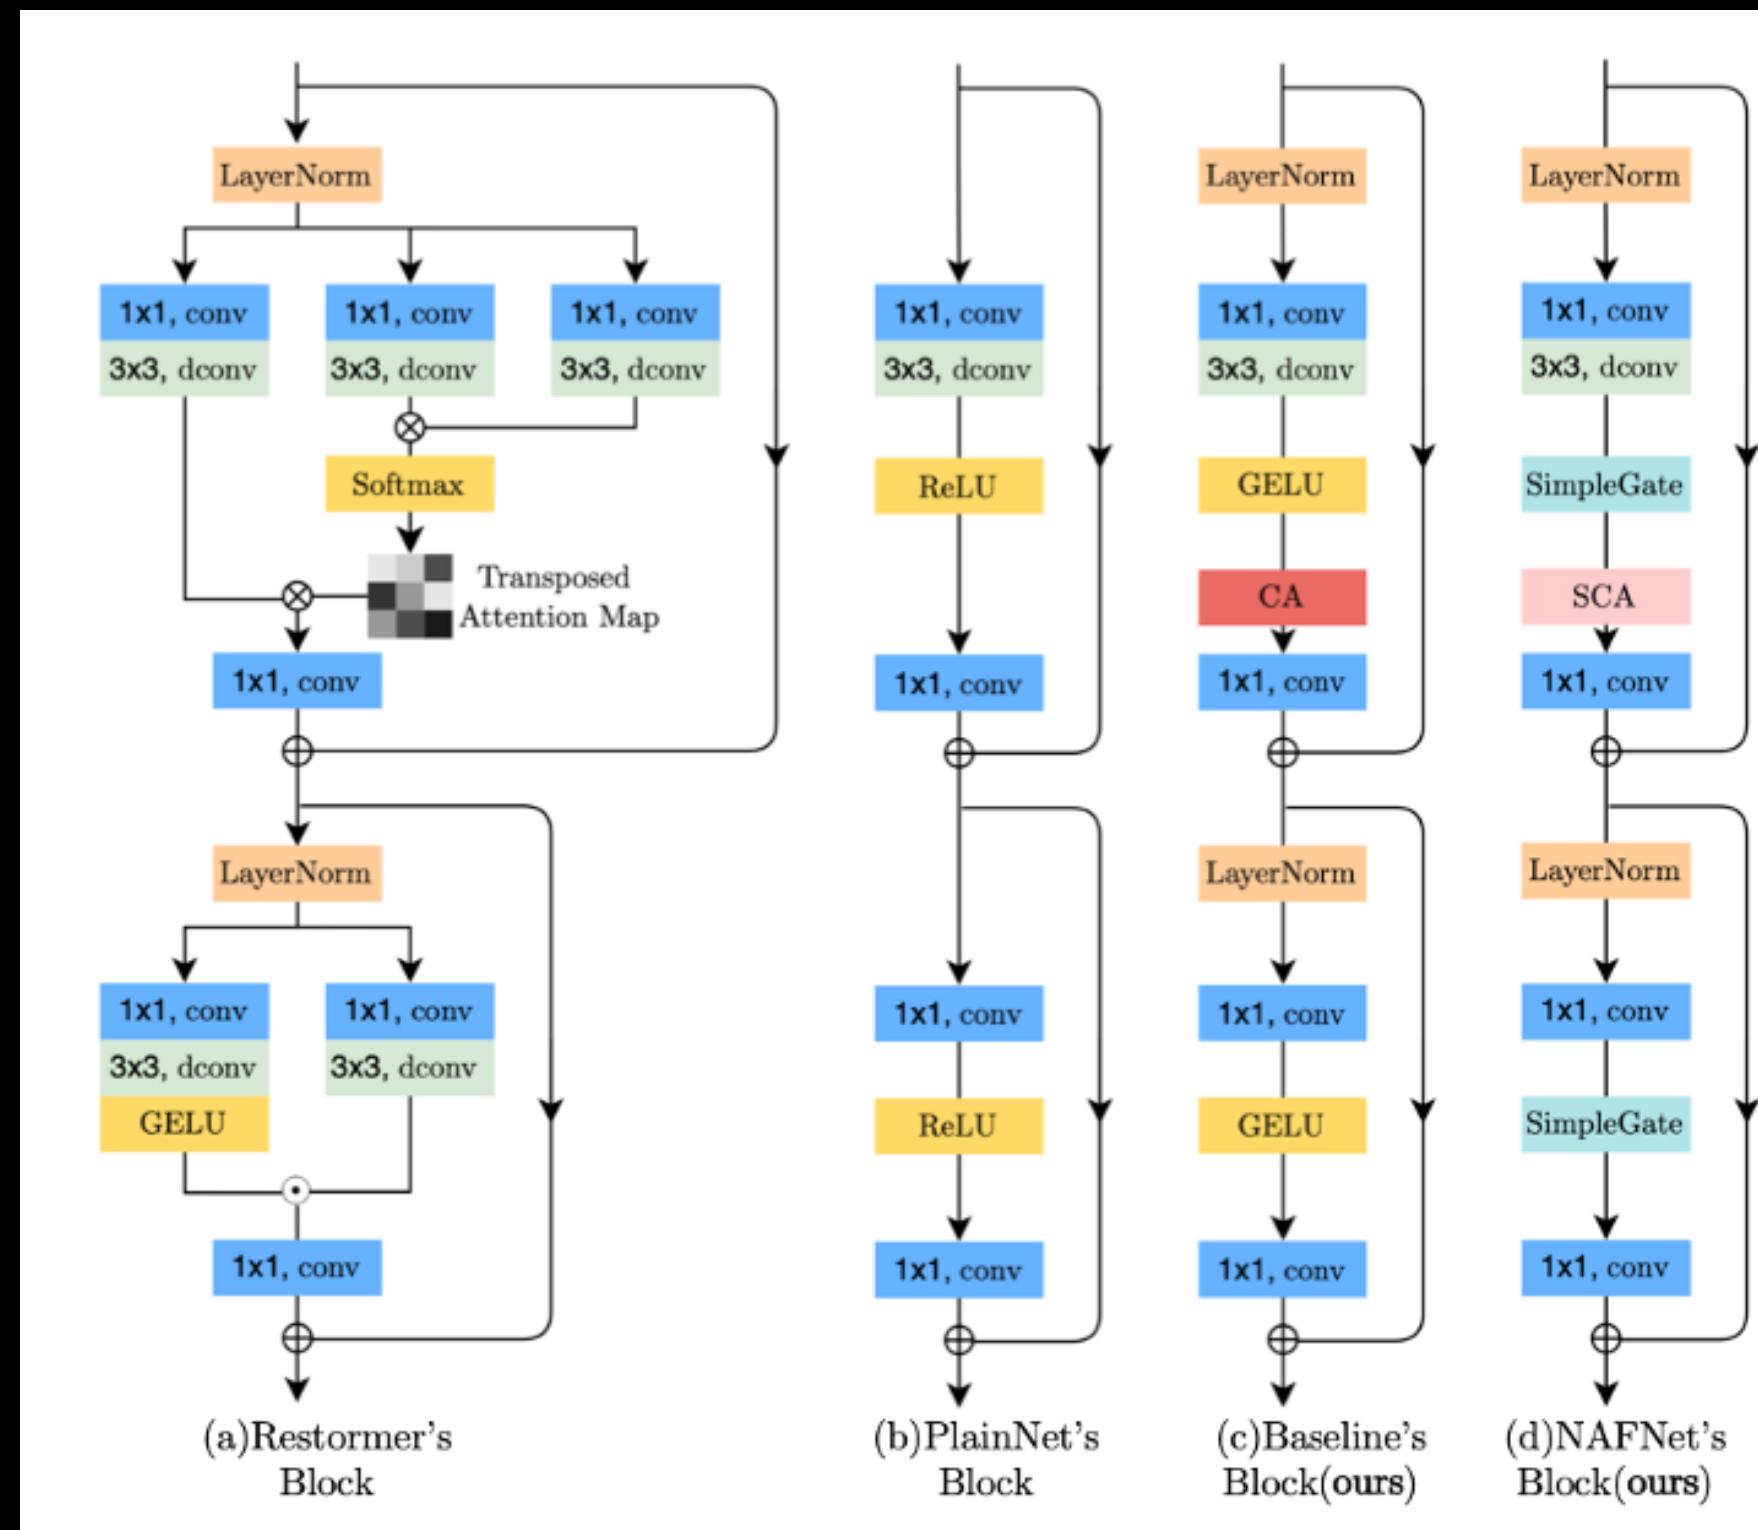 LayerNorm
1x1, conv
3x3, dconv
1x1, conv
3x3, dconv
1x1, conv
3x3, dconv
Softmax
Transposed
Attention Map
1x1, conv
LayerNorm
1x1, conv
3x3, dconv
GELU
1x1, conv
3x3, dconv
1x1, conv
(a)Restormer's
Block
1x1, conv
3x3, dconv
ReLU
1x1, conv
1x1, conv
ReLU
1x1, conv
(b)PlainNet's
Block
LayerNorm
1x1, conv
3x3, dconv
GELU
CA
1x1, conv
LayerNorm
1x1, conv
GELU
1x1, conv
(c)Baseline's
Block(ours)
LayerNorm
1x1, conv
3x3, dconv
SimpleGate
SCA
1x1, conv
LayerNorm
1x1, conv
SimpleGate
1x1, conv
(d)NAFNet's
Block(ours)